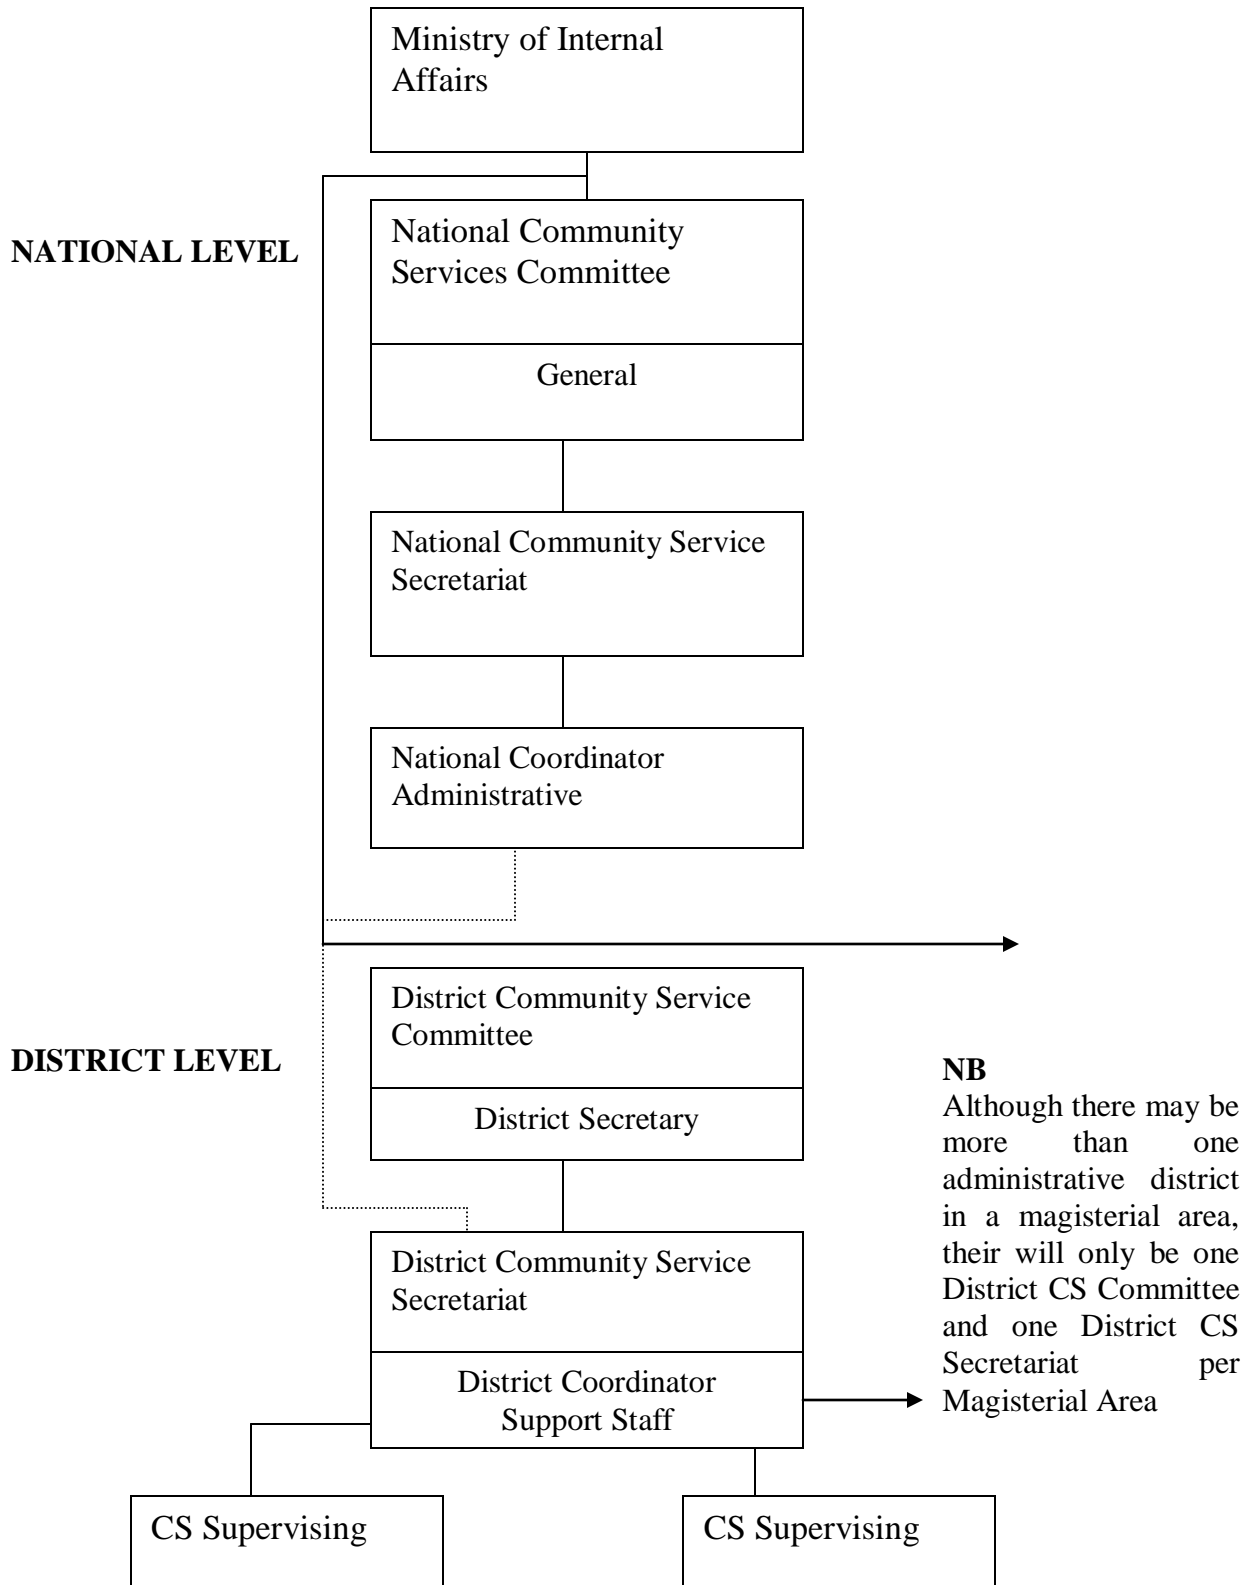 Ministry of Internal
Affairs
NATIONAL LEVEL
National Community
Services Committee
General
National Community Service
Secretariat
National Coordinator
Administrative
DISTRICT LEVEL
District Community Service
Committee
District Secretary
NB
Although there may be
more than one
administrative district
in a magisterial area,
their will only be one
District CS Committee
and one District CS
Secretariat per
Magisterial Area
District Community Service
Secretariat
District Coordinator
Support Staff
CS Supervising
CS Supervising